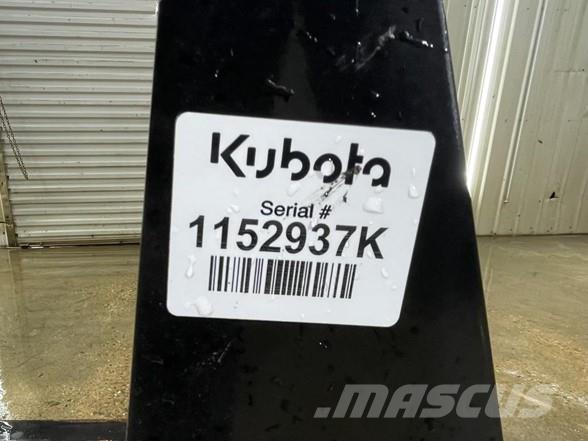 Kubota
Serial #
1152937K
MASCUS